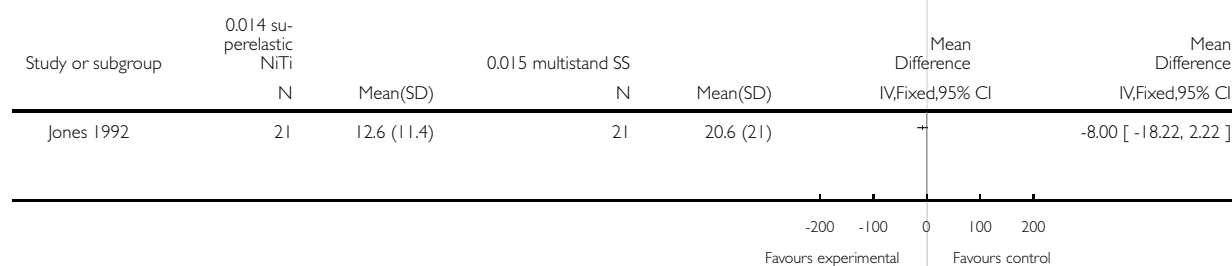 0.014 su-
perelastic
Mean Mean
Study or subgroup NiTi 0.015 multistand SS Difference Difference
N Mean(SD) N Mean(SD) IV,Fixed,95% CI IV,Fixed,95% CI
Jones 1992 21 12.6 (11.4) 21 20.6 (21) -8.00 [ -18.22, 2.22 ]
-200 -100 0 100 200
Favours experimental Favours control